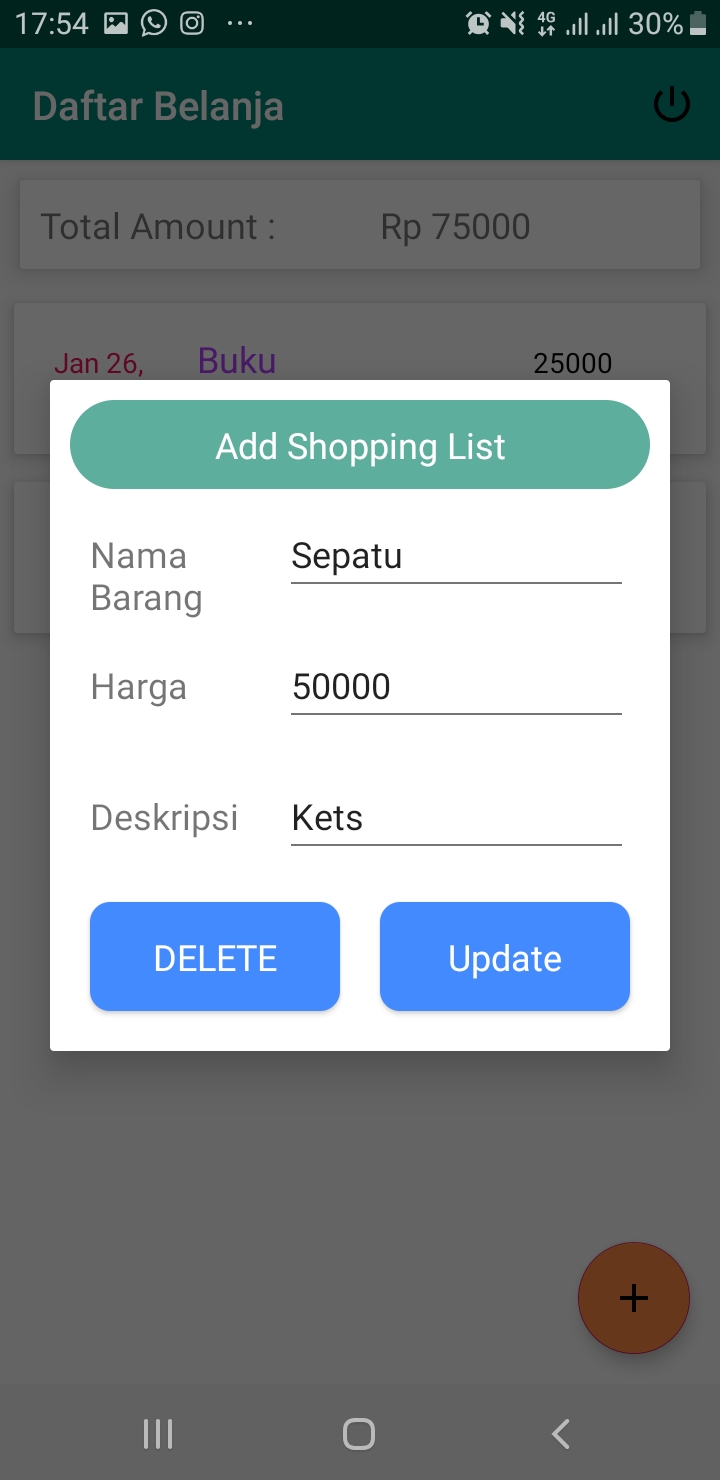 17:54 4G 30%
Daftar Belanja
Total Amount : Rp 75000
Jan 26, Buku 25000
Add Shopping List
Nama
Barang
Sepatu
Harga 50000
Deskripsi Kets
DELETE Update